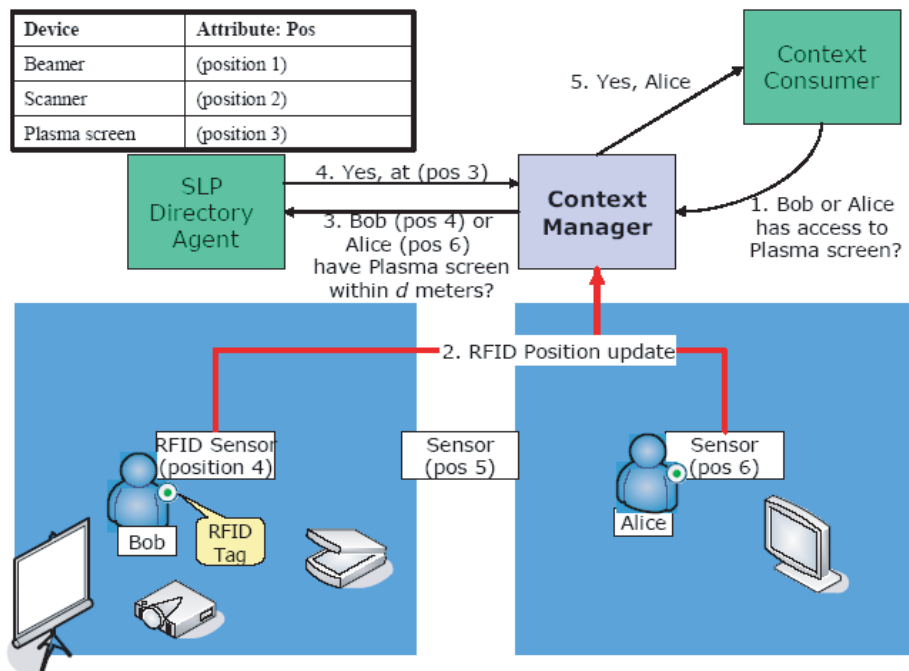 Device Attribute: Pos
Beamer (position 1)
Scanner (position 2)
Plasma screen (position 3)
Context
Consumer
5. Yes, Alice
SLP
Directory
Agent
4. Yes, at (pos 3)
3. Bob (pos 4) or
Alice (pos 6)
have Plasma screen
within d meters?
Context
Manager
1. Bob or Alice
has access to
Plasma screen?
2. RFID Position update
RFID Sensor
(position 4)
Sensor
(pos 5)
Sensor
(pos 6)
Bob
RFID
Tag
Alice